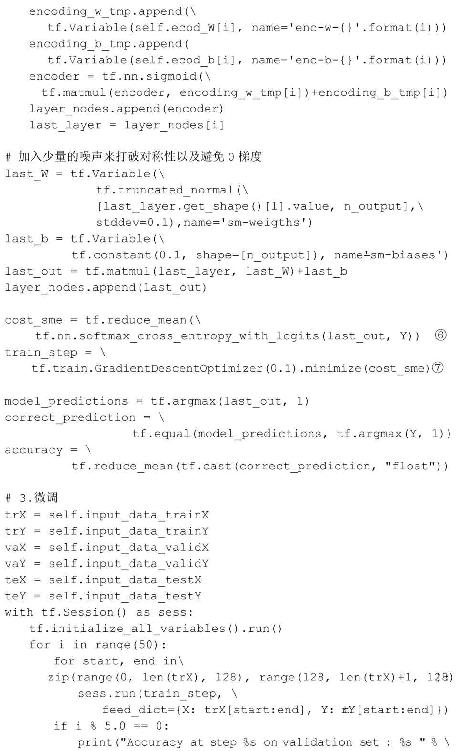 encoding_w_tmp.append(\
tf.Variable(self.ecod_W[i], name='enc-w-{}'.format(i)))
encoding_b_tmp.append(
tf.Variable(self.ecod_b[i], name='enc-b-{}'.format(i)))
encoder = tf.nn.sigmoid(\
tf.matmul(encoder, encoding_w_tmp[i])+encoding_b_tmp[i])
layer_nodes.append(encoder)
last_layer = layer_nodes[i]
# 加入少量的噪声来打破对称性以及避免 0 梯度
last_W = tf.Variable(\
tf.truncated_normal(\
[last_layer.get_shape()[1].value, n_output],\
stddev=0.1),name='sm-weigths')
last_b = tf.Variable(\
tf.constant(0.1, shape=[n_output]), name='sm-biases')
last_out = tf.matmul(last_layer, last_W)+last_b
layer_nodes.append(last_out)
cost_sme = tf.reduce_mean(\
tf.nn.softmax_cross_entropy_with_logits(last_out, Y)) ⑥
train_step = \
tf.train.GradientDescentOptimizer(0.1).minimize(cost_sme)⑦
model_predictions = tf.argmax(last_out, 1)
correct_prediction = \
tf.equal(model_predictions, tf.argmax(Y, 1))
accuracy = \
tf.reduce_mean(tf.cast(correct_prediction, "float"))
# 3.微调
trX = self.input_data_trainX
trY = self.input_data_trainY
vaX = self.input_data_validX
vaY = self.input_data_validY
teX = self.input_data_testX
teY = self.input_data_testY
with tf.Session() as sess:
tf.initialize_all_variables().run()
for i in range(50):
for start, end in\
zip(range(0, len(trX), 128), range(128, len(trX)+1, 128)
sess.run(train_step, \
feed_dict={X: trX[start:end], Y: trY[start:end]})
if i % 5.0 == 0:
print("Accuracy at step %s on validation set : %s " % \